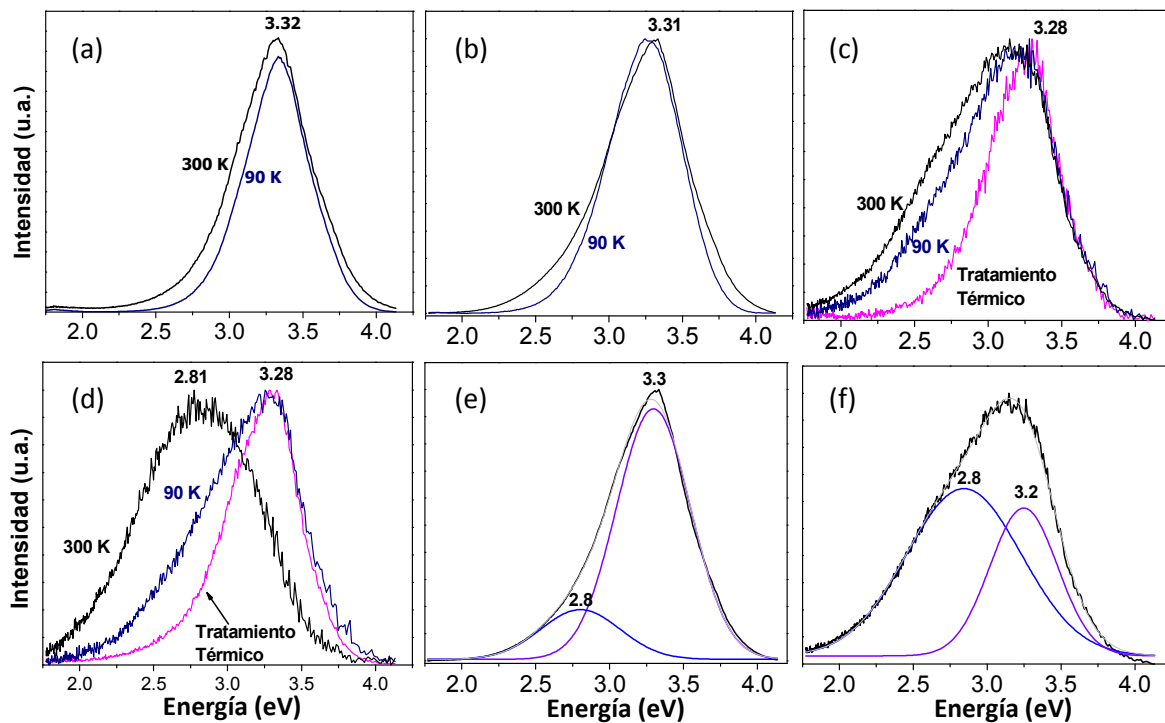 (a)
3.32
300 K
90 K
Intensidad (u.a.)
2.0 2.5 3.0 3.5 4.0
(b)
3.31
300 K
90 K
2.0 2.5 3.0 3.5 4.0
(c)
3.28
300 K
90 K
Tratamiento
Térmico
2.0 2.5 3.0 3.5 4.0
(d)
2.81
3.28
90 K
300 K
Tratamiento
Térmico
Intensidad (u.a.)
2.0 2.5 3.0 3.5 4.0
Energía (eV)
(e)
3.3
2.8
2.0 2.5 3.0 3.5 4.0
Energía (eV)
(f)
2.8
3.2
2.0 2.5 3.0 3.5 4.0
Energía (eV)